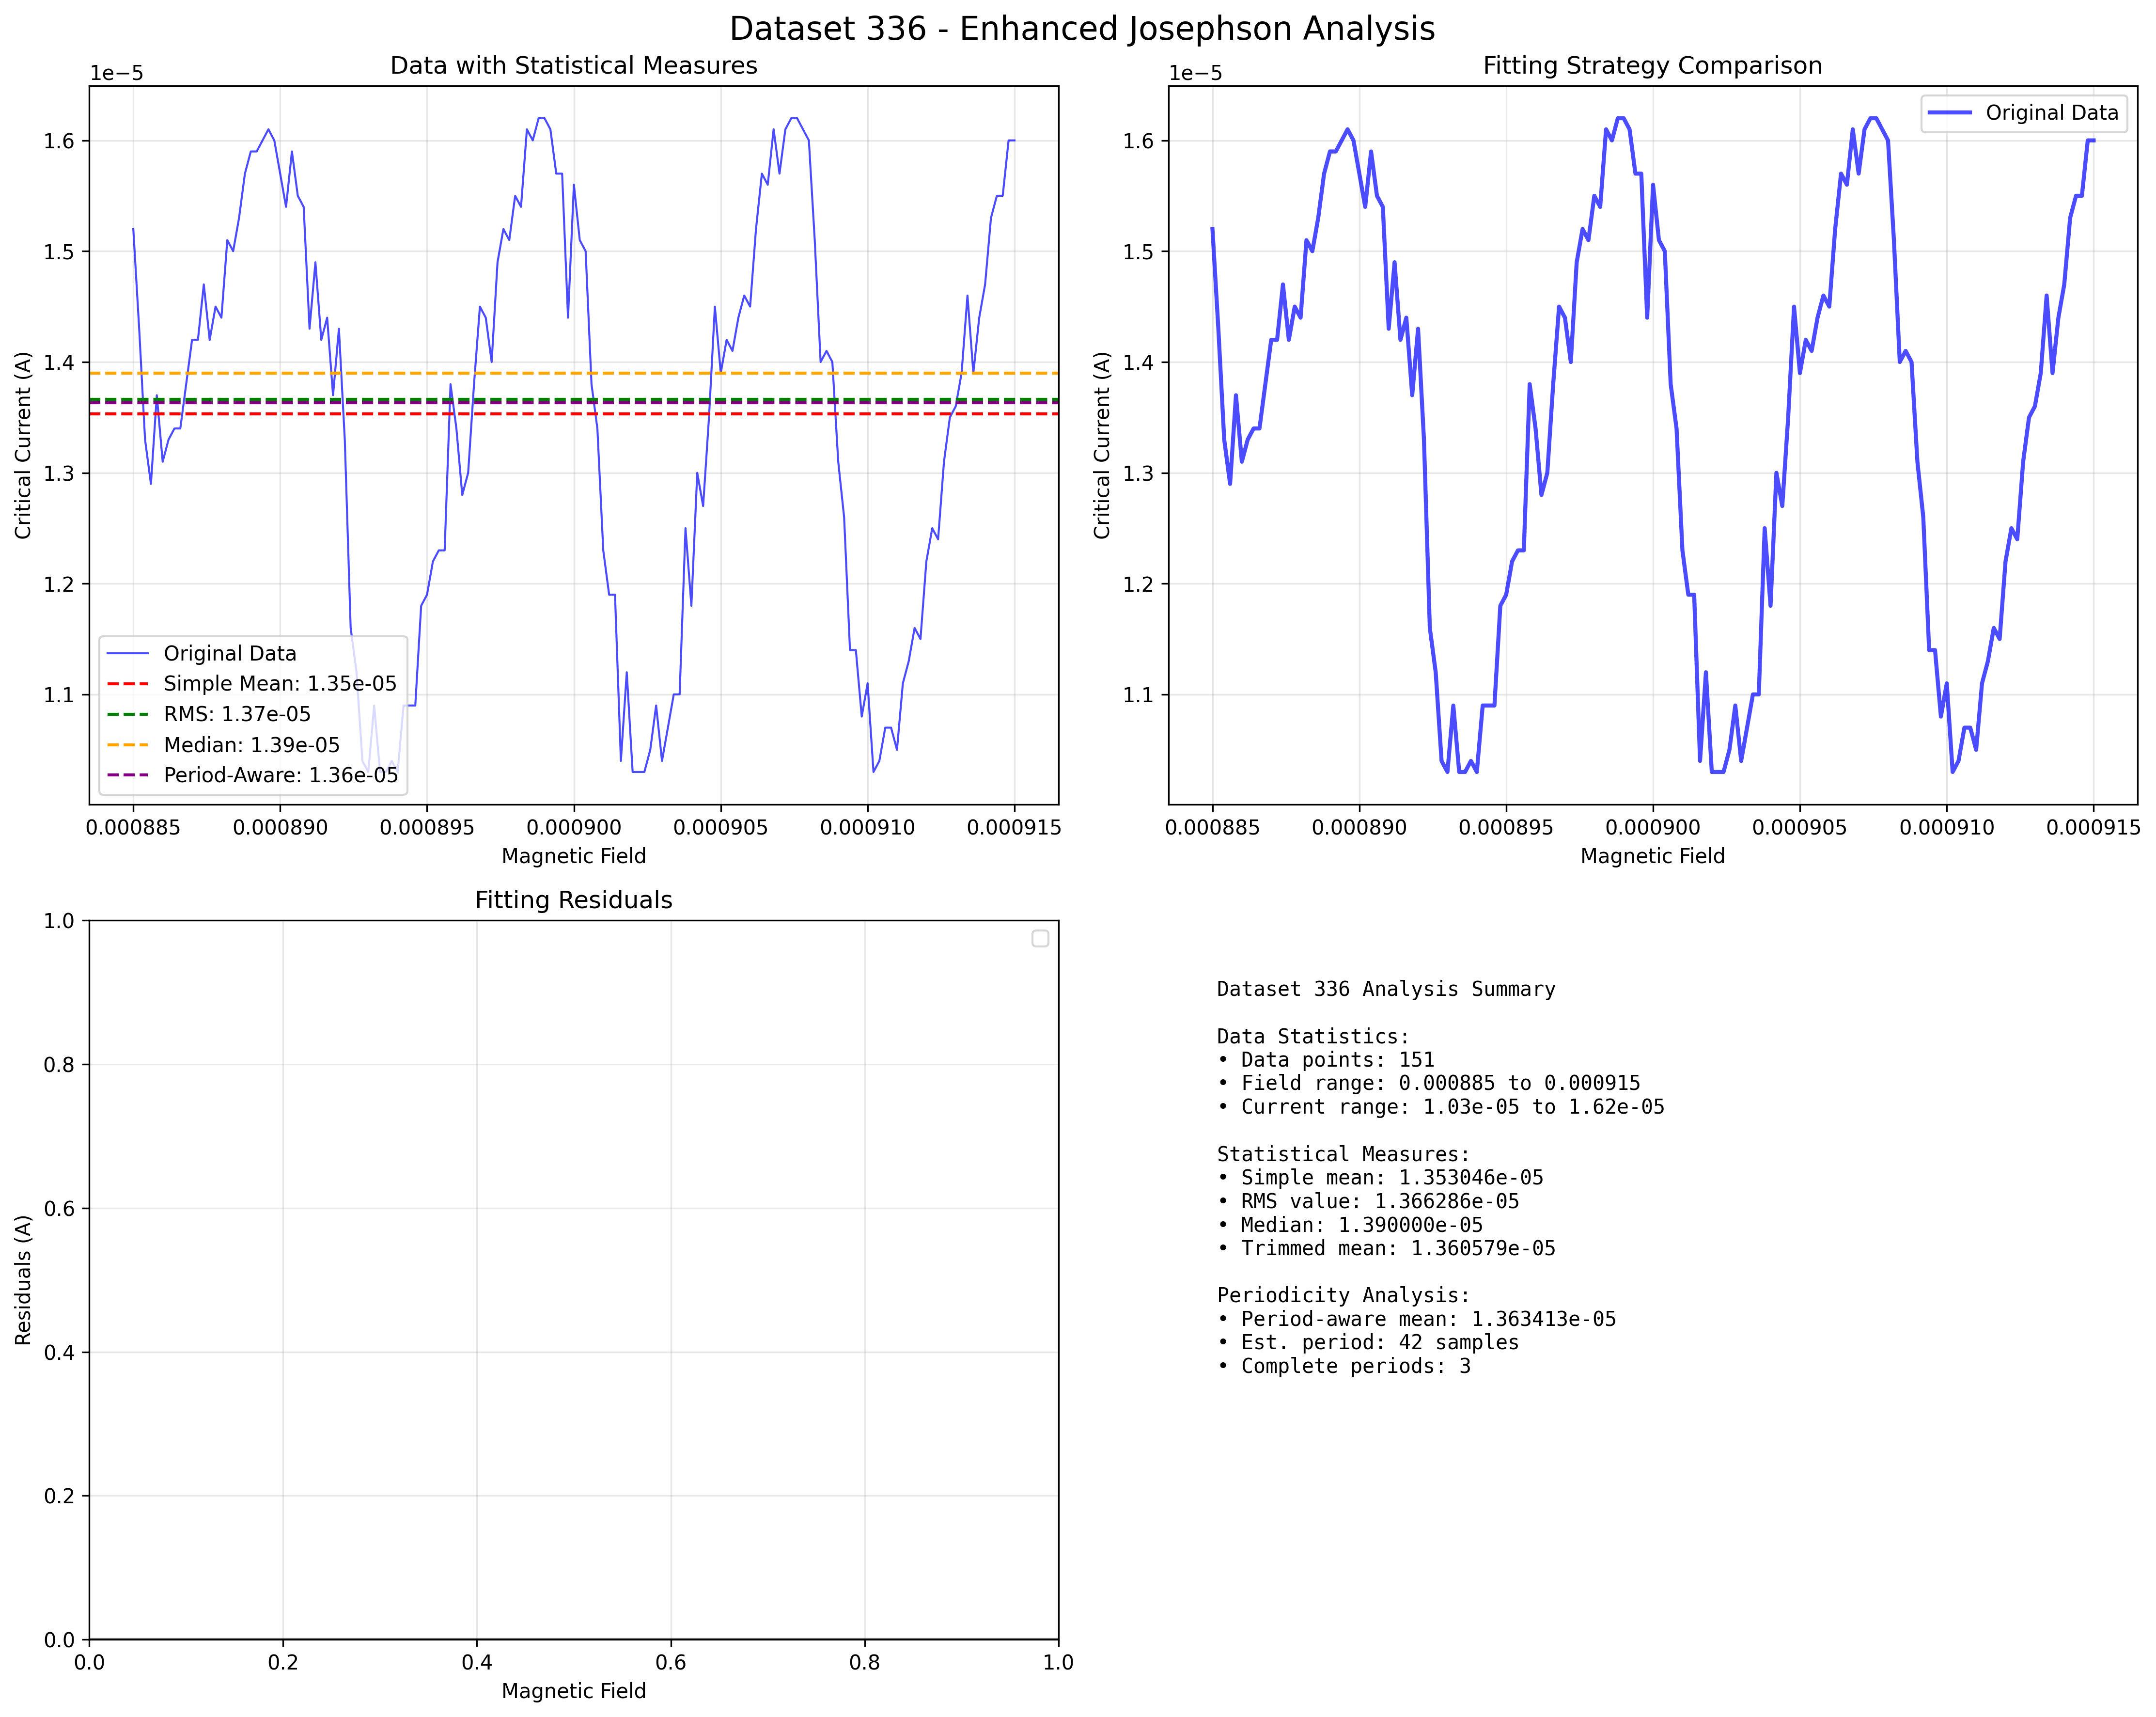 Dataset 336 - Enhanced Josephson Analysis
Data with Statistical Measures
1e−5
Critical Current (A)
1.6
1.5
1.4
1.3
1.2
1.1
Original Data
Simple Mean: 1.35e-05
RMS: 1.37e-05
Median: 1.39e-05
Period-Aware: 1.36e-05
0.000885 0.000890 0.000895 0.000900 0.000905 0.000910 0.000915
Magnetic Field
Fitting Strategy Comparison
1e−5
Original Data
Critical Current (A)
1.6
1.5
1.4
1.3
1.2
1.1
0.000885 0.000890 0.000895 0.000900 0.000905 0.000910 0.000915
Magnetic Field
Fitting Residuals
Residuals (A)
1.0
0.8
0.6
0.4
0.2
0.0
0.0 0.2 0.4 0.6 0.8 1.0
Magnetic Field
Dataset 336 Analysis Summary
Data Statistics:
• Data points: 151
• Field range: 0.000885 to 0.000915
• Current range: 1.03e-05 to 1.62e-05
Statistical Measures:
• Simple mean: 1.353046e-05
• RMS value: 1.366286e-05
• Median: 1.390000e-05
• Trimmed mean: 1.360579e-05
Periodicity Analysis:
• Period-aware mean: 1.363413e-05
• Est. period: 42 samples
• Complete periods: 3